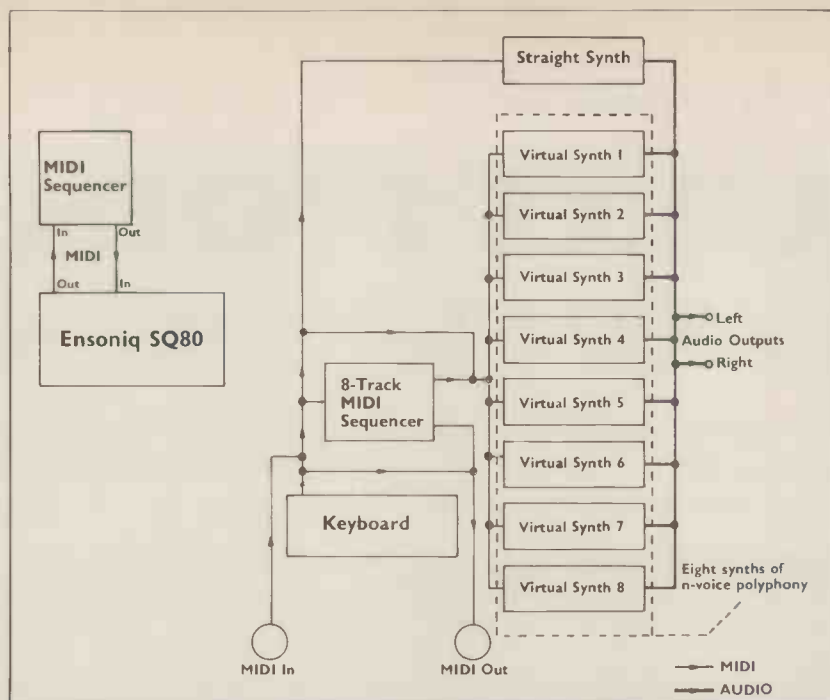 Straight Synth
MIDI
Sequencer
In
Out
MIDI
Out
In
Ensoniq SQ80
Virtual Synth 1
Virtual Synth 2
Virtual Synth 3
Virtual Synth 4
Virtual Synth 5
Virtual Synth 6
Virtual Synth 7
Virtual Synth 8
8-Track
MIDI
Sequencer
Keyboard
MIDI In
MIDI Out
Left
Audio Outputs
Right
Eight synths of
n-voice polyphony
MIDI
AUDIO